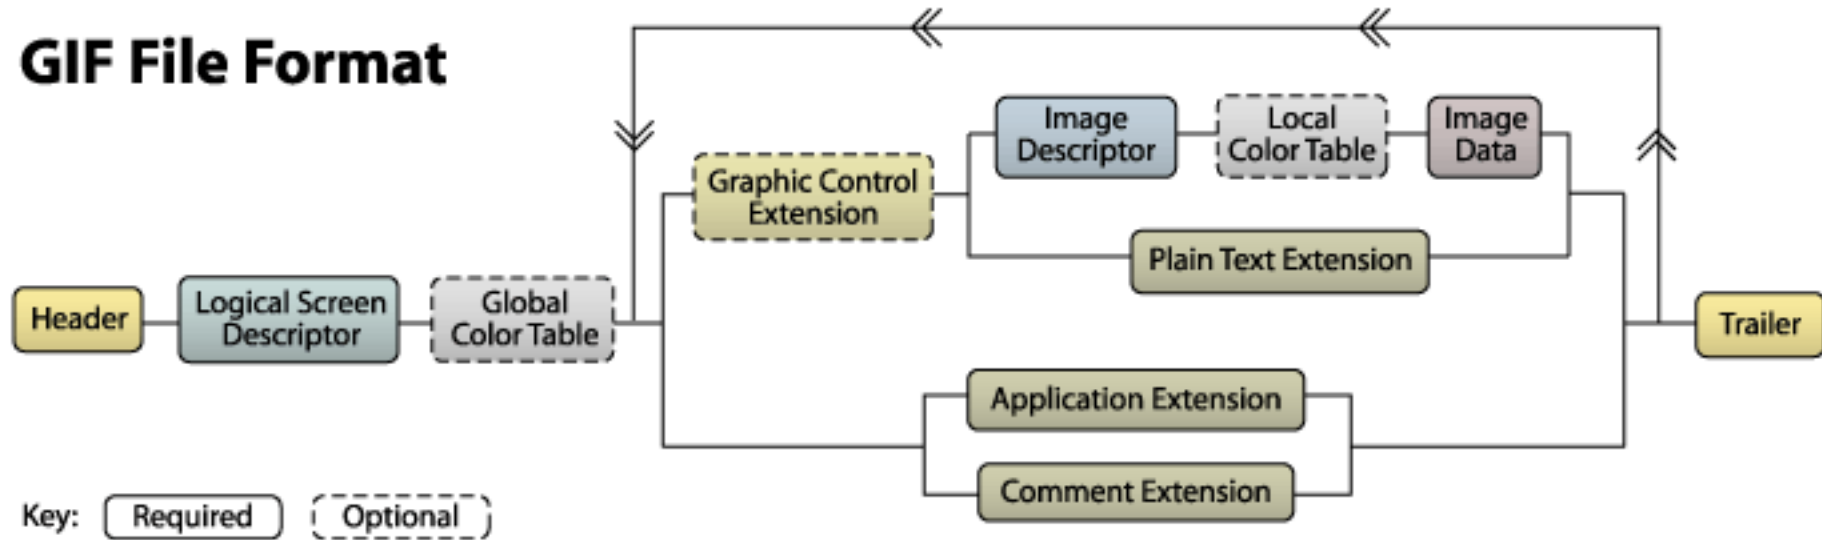 GIF File Format
Image
Descriptor
Local
Color Table
Image
Data
Graphic Control
Extension
Plain Text Extension
Header
Logical Screen
Descriptor
Global
Color Table
Trailer
Application Extension
Comment Extension
Key:
Required
Optional